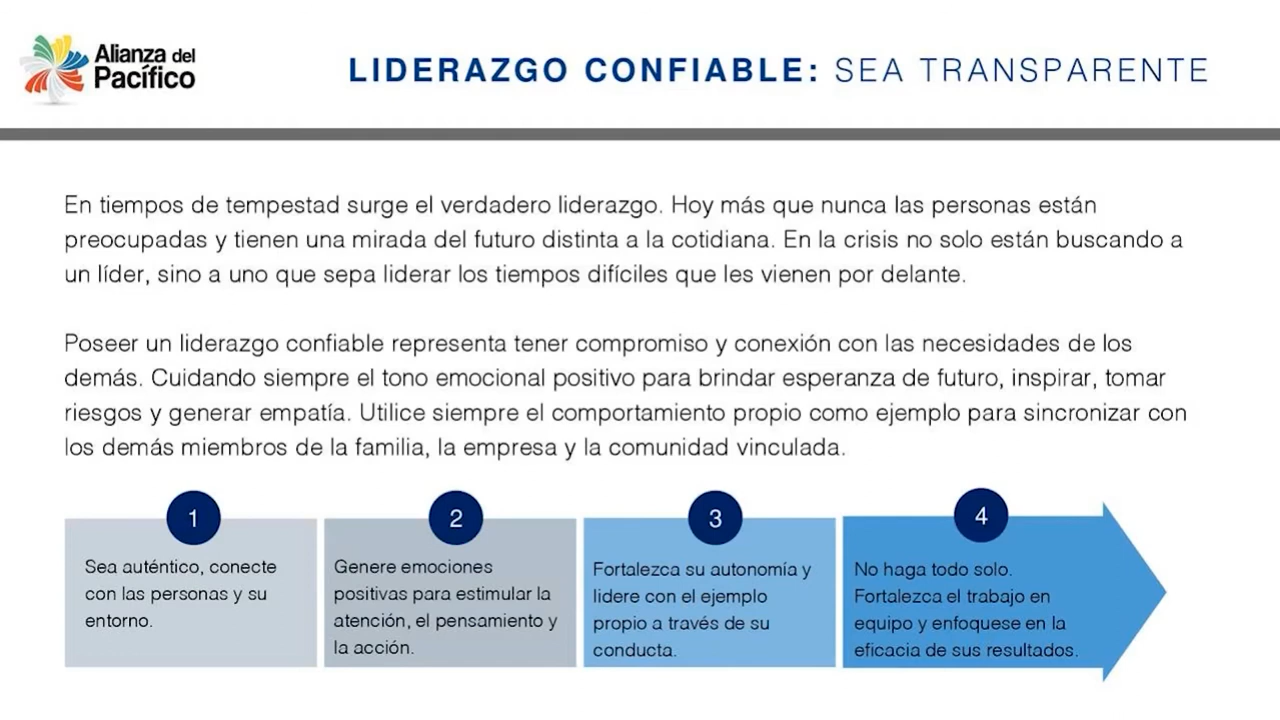 Alianza del
Pacífico
LIDERAZGO CONFIABLE: SEA TRANSPARENTE
En tiempos de tempestad surge el verdadero liderazgo. Hoy más que nunca las personas están
preocupadas y tienen una mirada del futuro distinta a la cotidiana. En la crisis no solo están buscando a
un líder, sino a uno que sepa liderar los tiempos difíciles que les vienen por delante.
Poseer un liderazgo confiable representa tener compromiso y conexión con las necesidades de los
demás. Cuidando siempre el tono emocional positivo para brindar esperanza de futuro, inspirar, tomar
riesgos y generar empatía. Utilice siempre el comportamiento propio como ejemplo para sincronizar con
los demás miembros de la familia, la empresa y la comunidad vinculada.
1
Sea auténtico, conecte
con las personas y su
entorno.
2
Genere emociones
positivas para estimular la
atención, el pensamiento y
la acción.
3
Fortalezca su autonomía y
lidere con el ejemplo
propio a través de su
conducta.
4
No haga todo solo.
Fortalezca el trabajo en
equipo y enfoquese en la
eficacia de sus resultados.